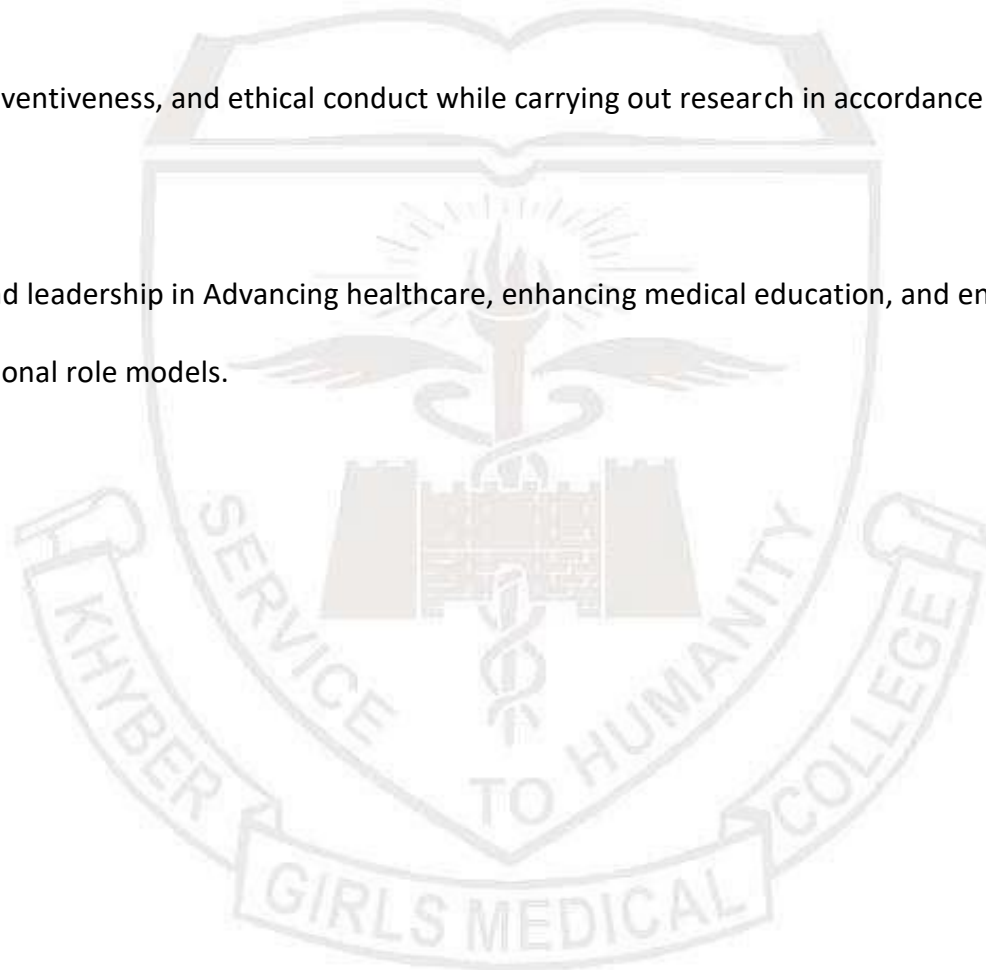 ventiveness, and ethical conduct while carrying out research in accordance
d leadership in Advancing healthcare, enhancing medical education, and en
onal role models.
SERVICE TO HUMANITY
KHYBER GIRLS MEDICAL COLLEGE